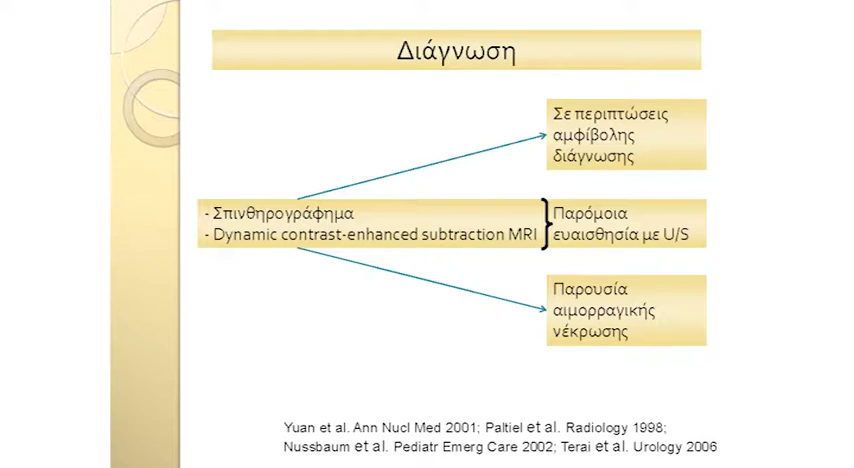 Διάγνωση
Σε περιπτώσεις
αμφίβολης
διάγνωσης
- Σπινθηρογράφημα
- Dynamic contrast-enhanced subtraction MRI
Παρόμοια
ευαισθησία με U/S
Παρουσία
αιμορραγικής
νέκρωσης
Yuan et al. Ann Nucl Med 2001; Paltiel et al. Radiology 1998;
Nussbaum et al. Pediatr Emerg Care 2002; Terai et al. Urology 2006